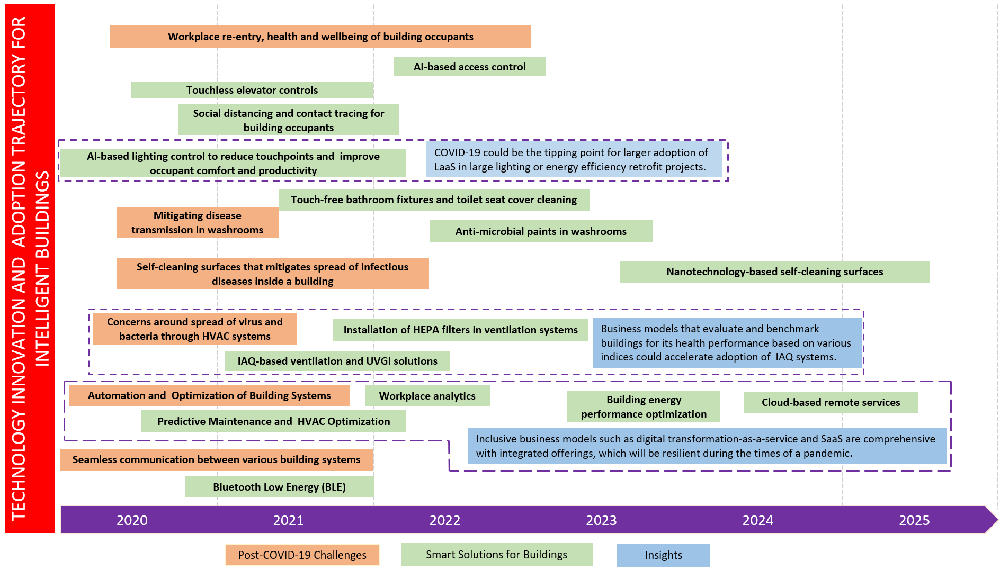 TECHNOLOGY INNOVATION AND ADOPTION TRAJECTORY FOR
INTELLIGENT BUILDINGS
Workplace re-entry, health and wellbeing of building occupants
AI-based access control
Touchless elevator controls
Social distancing and contact tracing for
building occupants
AI-based lighting control to reduce touchpoints and improve
occupant comfort and productivity
COVID-19 could be the tipping point for larger adoption of
LaaS in large lighting or energy efficiency retrofit projects.
Touch-free bathroom fixtures and toilet seat cover cleaning
Mitigating disease
transmission in washrooms
Anti-microbial paints in washrooms
Self-cleaning surfaces that mitigates spread of infectious
diseases inside a building
Nanotechnology-based self-cleaning surfaces
Concerns around spread of virus and
bacteria through HVAC systems
Installation of HEPA filters in ventilation systems
Business models that evaluate and benchmark
buildings for its health performance based on various
indices could accelerate adoption of IAQ systems.
IAQ-based ventilation and UVGI solutions
Automation and Optimization of Building Systems
Workplace analytics
Building energy
performance optimization
Cloud-based remote services
Predictive Maintenance and HVAC Optimization
Inclusive business models such as digital transformation-as-a-service and SaaS are comprehensive
with integrated offerings, which will be resilient during the times of a pandemic.
Seamless communication between various building systems
Bluetooth Low Energy (BLE)
2020 2021 2022 2023 2024 2025
Post-COVID-19 Challenges
Smart Solutions for Buildings
Insights